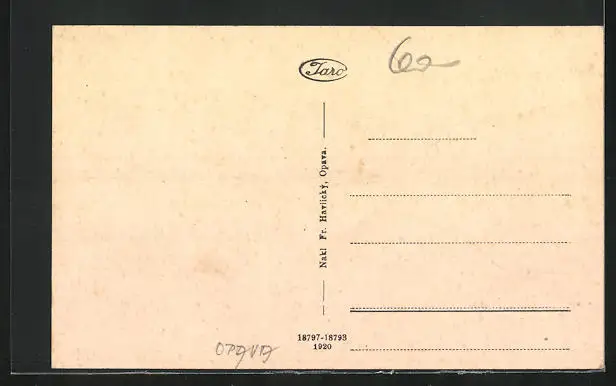 Taro
60
Nakl Fr. Havlický, Opava.
18797-18793
1920
OPAVA